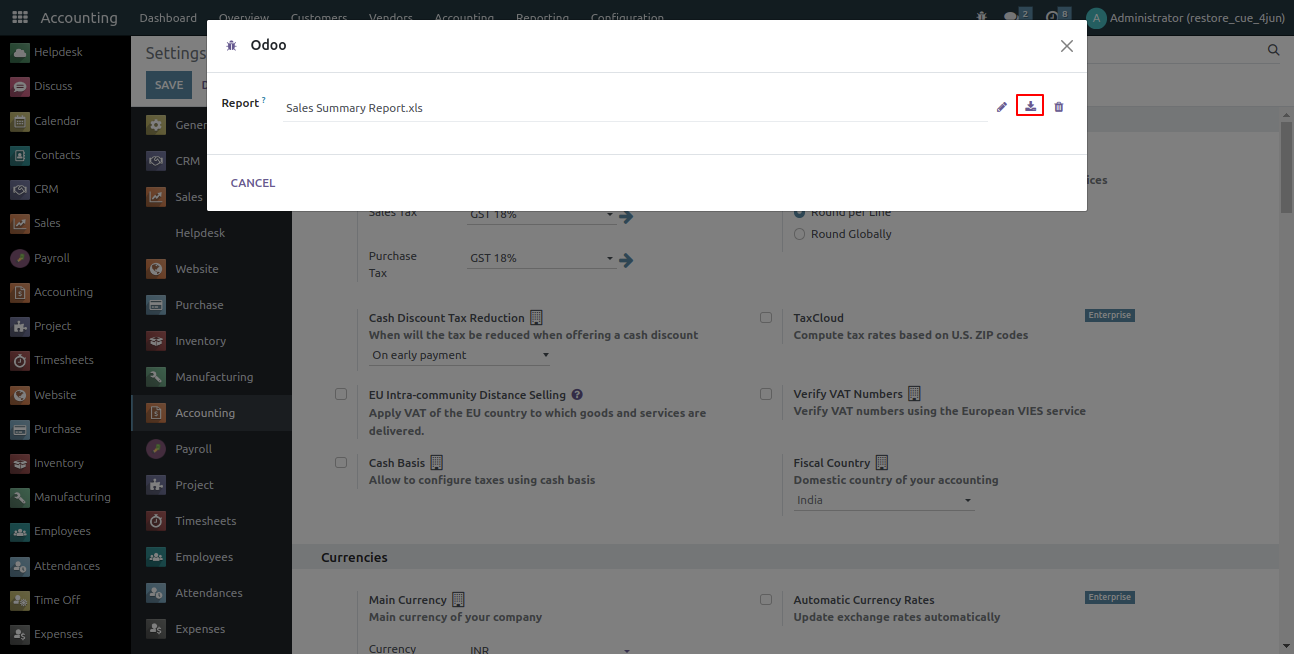 Accounting
Dashboard
Overview
Customers
Vendors
Accounting
Reporting
Configuration
2
8
A
Administrator (restore_cue_4jun)
Helpdesk
Discuss
Calendar
Contacts
CRM
Sales
Payroll
Accounting
Project
Timesheets
Website
Purchase
Inventory
Manufacturing
Employees
Attendances
Time Off
Expenses
Settings
SAVE
D
Gener
CRM
Sales
Helpdesk
Website
Purchase
Inventory
Manufacturing
Accounting
Payroll
Project
Timesheets
Employees
Attendances
Expenses
Odoo
Report ?
Sales Summary Report.xls
CANCEL
ices
Sales Tax
GST 18%
Round per Line
Round Globally
Purchase
Tax
GST 18%
Cash Discount Tax Reduction
When will the tax be reduced when offering a cash discount
On early payment
TaxCloud
Enterprise
Compute tax rates based on U.S. ZIP codes
EU Intra-community Distance Selling ?
Apply VAT of the EU country to which goods and services are
delivered.
Verify VAT Numbers
Verify VAT numbers using the European VIES service
Cash Basis
Allow to configure taxes using cash basis
Fiscal Country
Domestic country of your accounting
India
Currencies
Main Currency
Main currency of your company
Currency
INR
Automatic Currency Rates
Enterprise
Update exchange rates automatically